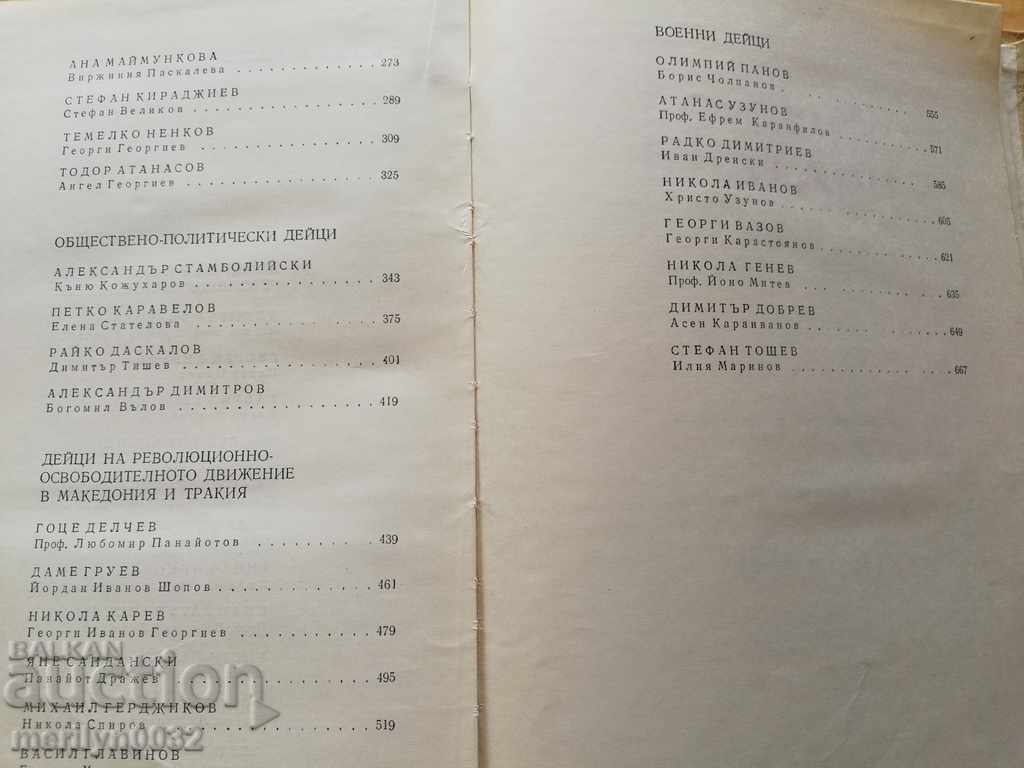 АНА МАЙМУНКОВА
Виржиния Паскалева . . . . . . . . . . . . 273
СТЕФАН КИРАДЖИЕВ
Стефан Великов . . . . . . . . . . . . . . 289
ТЕМЕЛКО НЕНКОВ
Георги Георгиев . . . . . . . . . . . . . . 309
ТОДОР АТАНАСОВ
Ангел Георгиев . . . . . . . . . . . . . . 325
ОБЩЕСТВЕНО-ПОЛИТИЧЕСКИ ДЕЙЦИ
АЛЕКСАНДЪР СТАМБОЛИЙСКИ
Къню Кожухаров . . . . . . . . . . . . . . 343
ПЕТКО КАРАВЕЛОВ
Елена Стателова . . . . . . . . . . . . . . 375
РАЙКО ДАСКАЛОВ
Димитър Тишев . . . . . . . . . . . . . . . 401
АЛЕКСАНДЪР ДИМИТРОВ
Богомил Вълов . . . . . . . . . . . . . . . 419
ДЕЙЦИ НА РЕВОЛЮЦИОННО-
ОСВОБОДИТЕЛНОТО ДВИЖЕНИЕ
В МАКЕДОНИЯ И ТРАКИЯ
ГОЦЕ ДЕЛЧЕВ
Проф. Любомир Панайотов . . . . . . . . . 439
ДАМЕ ГРУЕВ
Йордан Иванов Шопов . . . . . . . . . . . 461
НИКОЛА КАРЕВ
Георги Иванов Георгиев . . . . . . . . . . 479
ЯНЕ САНДАНСКИ
Панайот Дражев . . . . . . . . . . . . . . 495
МИХАИЛ ГЕРДЖИКОВ
Никола Спиров . . . . . . . . . . . . . . 519
ВАСИЛ ГЛАВИНОВ
ВОЕННИ ДЕЙЦИ
ОЛИМПИЙ ПАНОВ
Борис Чолпанов . . . . . . . . . . . . . . 555
АТАНАС УЗУНОВ
Проф. Ефрем Каранфилов . . . . . . . . . 571
РАДКО ДИМИТРИЕВ
Иван Дренски . . . . . . . . . . . . . . . 585
НИКОЛА ИВАНОВ
Христо Узунов . . . . . . . . . . . . . . . 605
ГЕОРГИ ВАЗОВ
Георги Карастоянов . . . . . . . . . . . . 621
НИКОЛА ГЕНЕВ
Проф. Йоно Митев . . . . . . . . . . . . . 635
ДИМИТЪР ДОБРЕВ
Асен Караиванов . . . . . . . . . . . . . . 649
СТЕФАН ТОШЕВ
Илия Маринов . . . . . . . . . . . . . . . 667
BALKAN
auction
merilyn0032